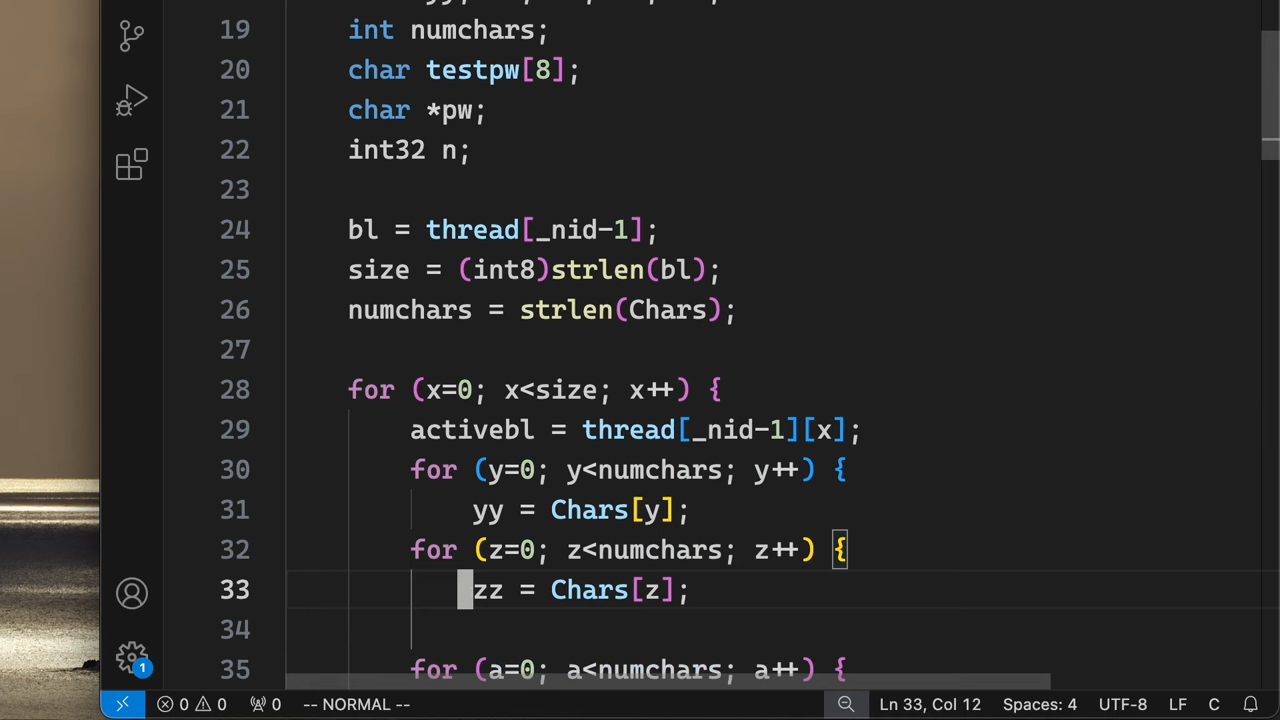 19 int numchars;
20 char testpw[8];
21 char *pw;
22 int32 n;
23
24 bl = thread[_nid-1];
25 size = (int8)strlen(bl);
26 numchars = strlen(Chars);
27
28 for (x=0; x<size; x++) {
29 activebl = thread[_nid-1][x];
30 for (y=0; y<numchars; y++) {
31 yy = Chars[y];
32 for (z=0; z<numchars; z++) {
33 zz = Chars[z];
34
35 for (a=0; a<numchars; a++) {
1
0 0 0 -- NORMAL -- Ln 33, Col 12 Spaces: 4 UTF-8 LF C